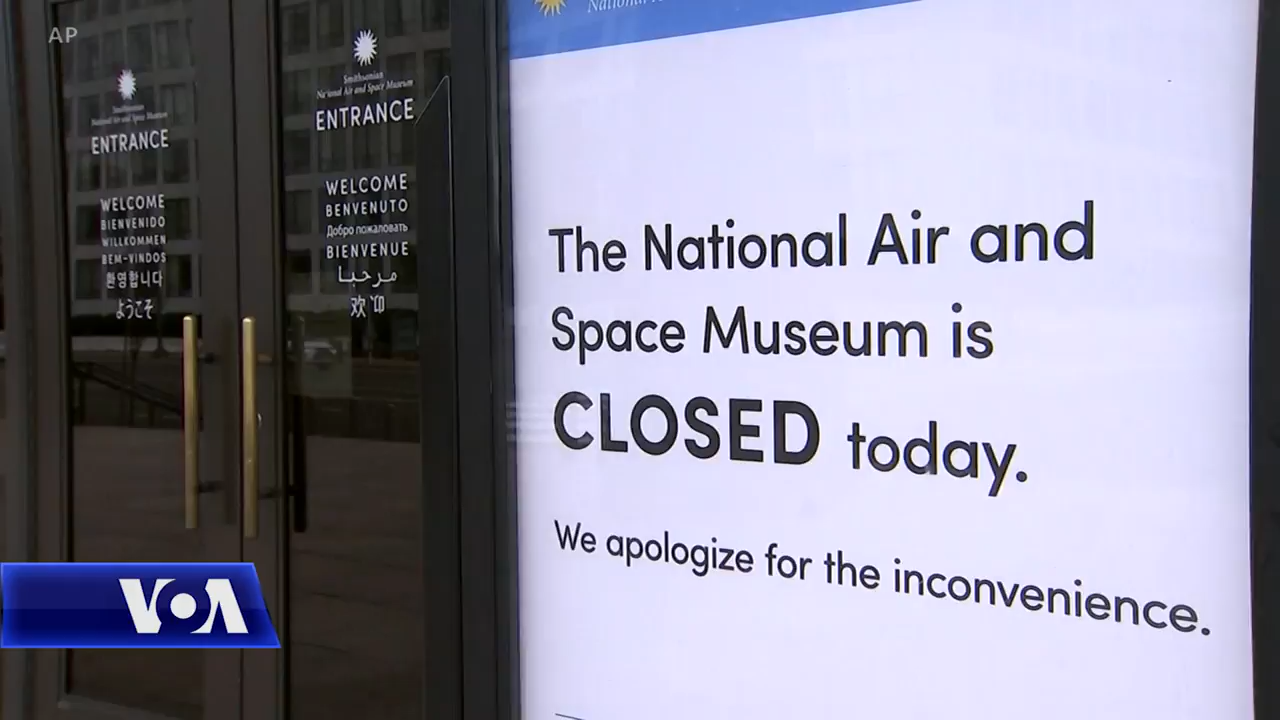 AP
Smithsonian
National Air and Space Museum
ENTRANCE
WELCOME
BIENVENIDO
WILLKOMMEN
BEM-VINDOS
환영합니다
ようこそ
Smithsonian
National Air and Space Museum
ENTRANCE
WELCOME
BENVENUTO
Добро пожаловать
BIENVENUE
مرحبا
欢迎
National
The National Air and
Space Museum is
CLOSED today.
We apologize for the inconvenience.
VOA